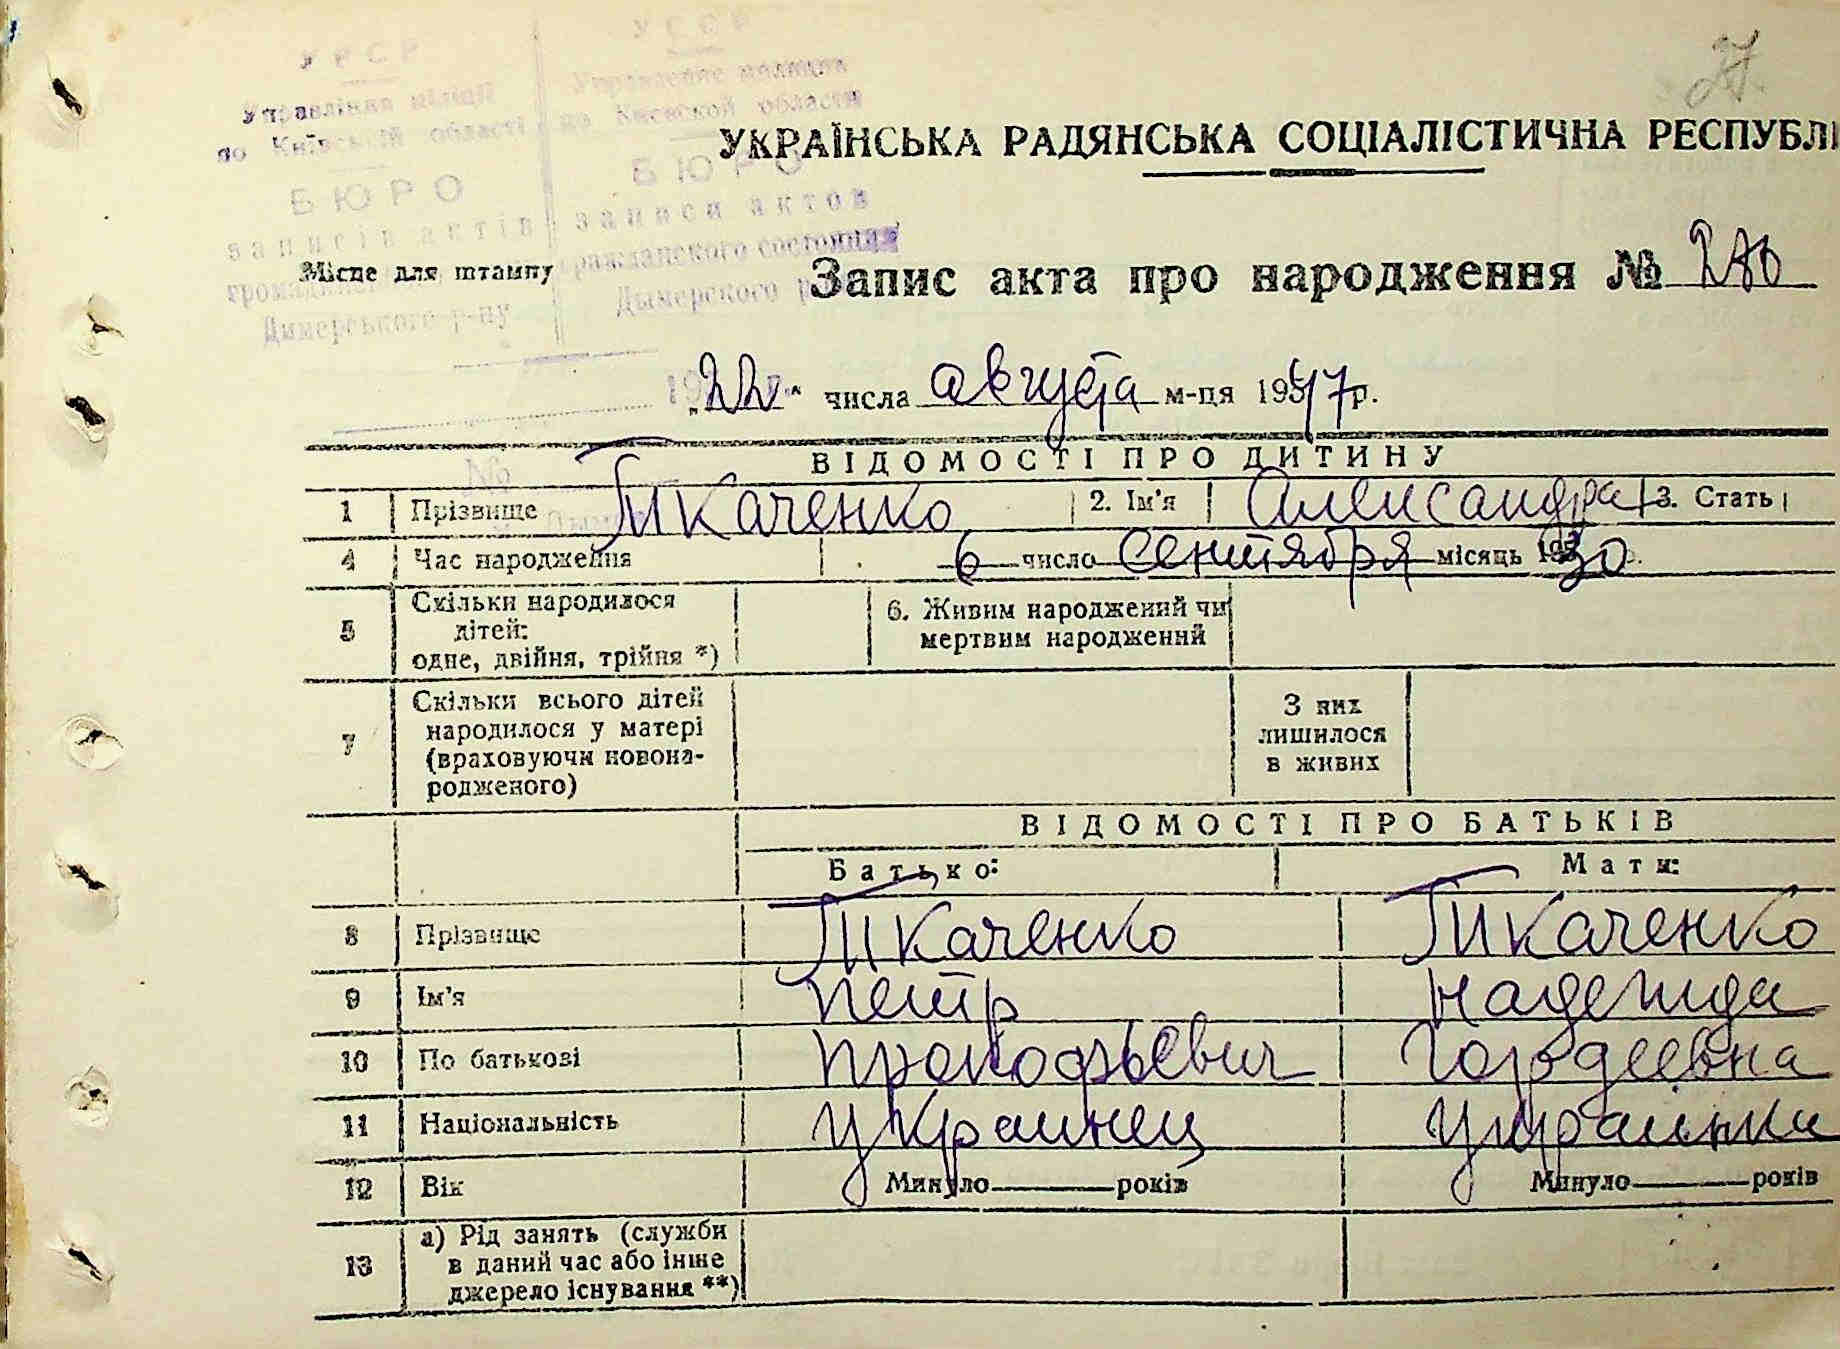 27
УРСР
УССР
Управління міліції
Управление милиции
по Київській області
по Киевской области
БЮРО
БЮРО
записів актів
записи актов
гражданского состояния
Димерського р-ну
Дымерского
УКРАЇНСЬКА РАДЯНСЬКА СОЦІАЛІСТИЧНА РЕСПУБЛІ
Місце для штампу
Запис акта про народження №
„22" числа августа м-ця 1947р.
№
ВІДОМОСТІ ПРО ДИТИНУ
1 Прізвище Ткаченко 2. Ім'я Александра 3. Стать
4 Час народження 6 число сентября місяць 1930
5 Скільки народилося дітей: одне, двійня, трійня *) 6. Живим народжений чи мертвим народжений
7 Скільки всього дітей народилося у матері (враховуючи новона-родженого) З них лишилося в живих
ВІДОМОСТІ ПРО БАТЬКІВ
Батько: Мати:
8 Прізвище Ткаченко Ткаченко
9 Ім'я Петр Надежда
10 По батькові Прокофьевич Гордеевна
11 Національність украинец украінка
12 Вік Минуло років Минуло років
13 а) Рід занять (служби в даний час або інше джерело існування **)